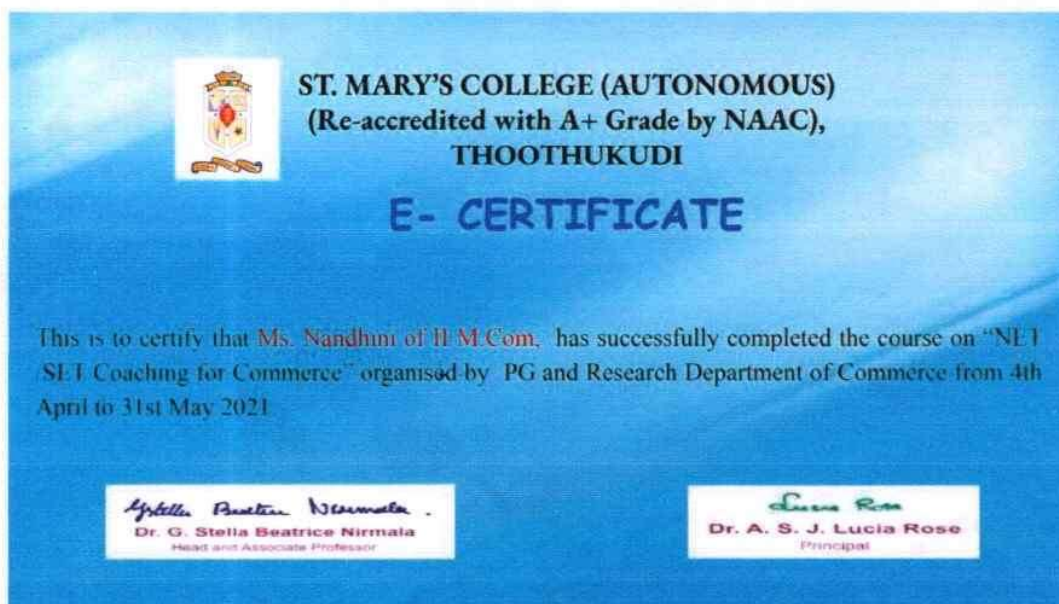 ST. MARY'S COLLEGE (AUTONOMOUS)
(Re-accredited with A+ Grade by NAAC),
THOOTHUKUDI
E- CERTIFICATE
This is to certify that Ms. Nandhini of II M.Com, has successfully completed the course on "NET
SET Coaching for Commerce" organised by PG and Research Department of Commerce from 4th
April to 31st May 2021
G Stella Beatrice Nirmala.
Dr. G. Stella Beatrice Nirmala
Head and Associate Professor
Lucia Rose
Dr. A. S. J. Lucia Rose
Principal